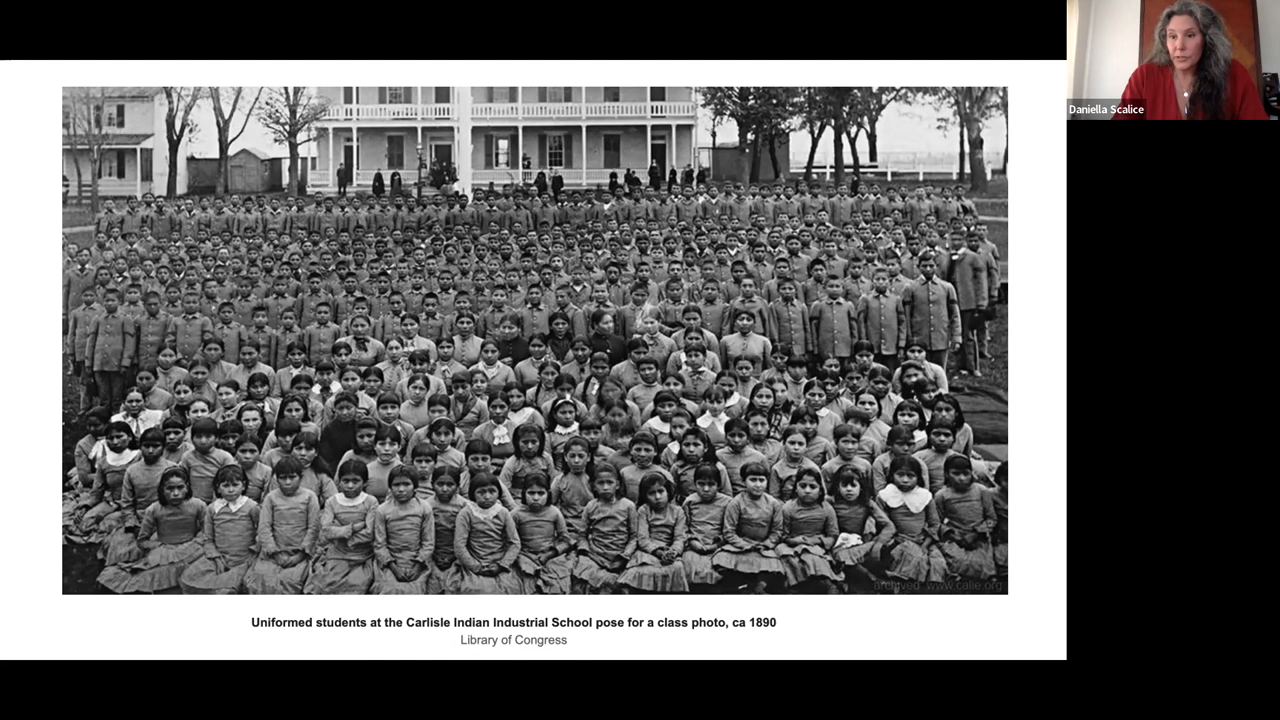 Daniella Scalice
archived www.calie.org
Uniformed students at the Carlisle Indian Industrial School pose for a class photo, ca 1890
Library of Congress